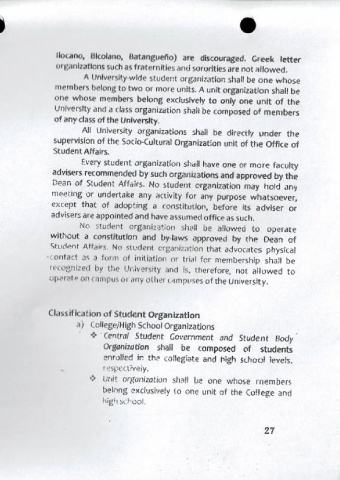 Ilocano, Bicolano, Batangueño) are discouraged. Greek letter
organizations such as fraternities and sororities are not allowed.
A University-wide student organization shall be one whose
members belong to two or more units. A unit organization shall be
one whose members belong exclusively to only one unit of the
University and a class organization shall be composed of members
of any class of the University.
All University organizations shall be directly under the
supervision of the Socio-Cultural Organization unit of the Office of
Student Affairs.
Every student organization shall have one or more faculty
advisers recommended by such organizations and approved by the
Dean of Student Affairs. No student organization may hold any
meeting or undertake any activity for any purpose whatsoever,
except that of adopting a constitution, before its adviser or
advisers are appointed and have assumed office as such.
No student organization shall be allowed to operate
without a constitution and by-laws approved by the Dean of
Student Affairs. No student organization that advocates physical
contact as a form of initiation or trial for membership shall be
recognized by the University and is, therefore, not allowed to
operate on campus or any other campuses of the University.
Classification of Student Organization
a) College/High School Organizations
❖ Central Student Government and Student Body
Organization shall be composed of students
enrolled in the collegiate and high school levels,
respectively.
❖ Unit organization shall be one whose members
belong exclusively to one unit of the College and
high school.
27